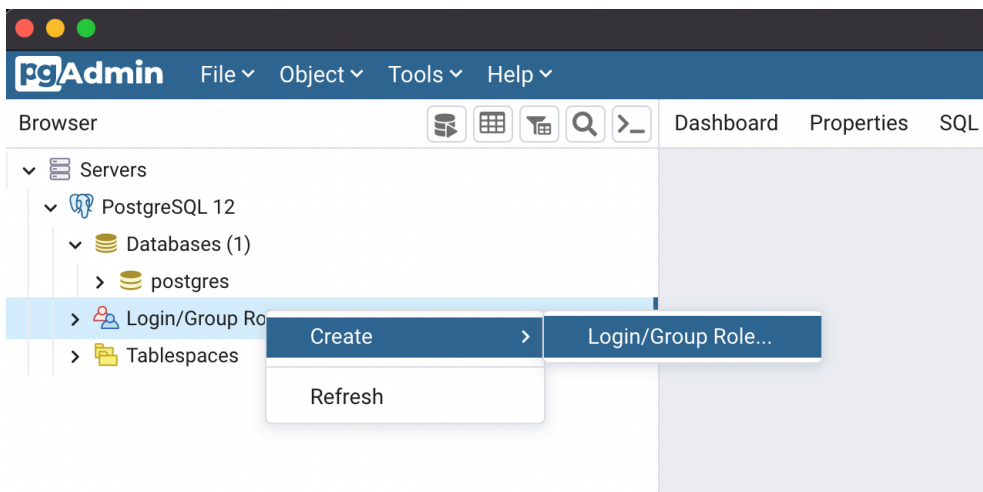 pgAdmin File Object Tools Help
Browser Dashboard Properties SQL
Servers
PostgreSQL 12
Databases (1)
postgres
Login/Group Ro
Create Login/Group Role...
Tablespaces
Refresh